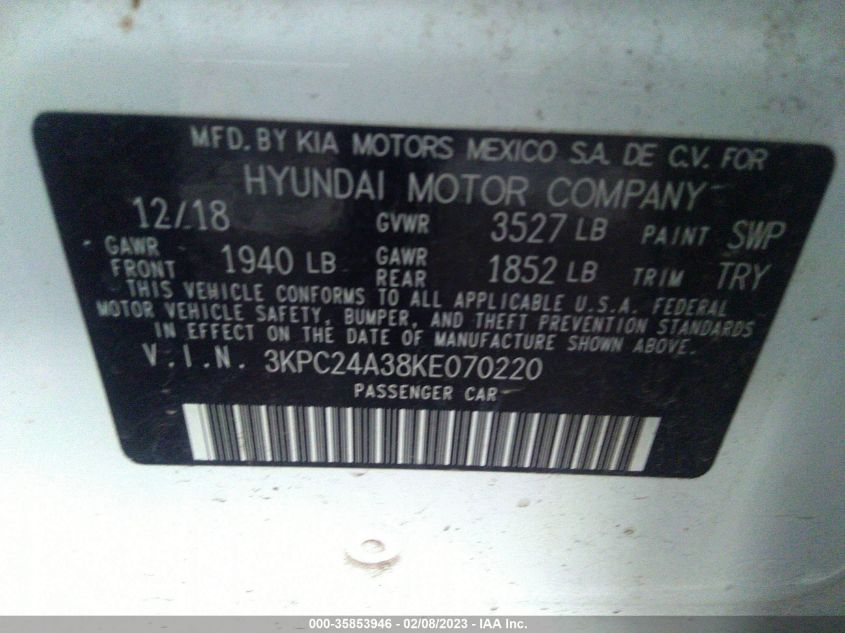 MFD. BY KIA MOTORS MEXICO S.A. DE C.V. FOR
HYUNDAI MOTOR COMPANY
12/18 GVWR 3527 LB PAINT SWP
GAWR FRONT 1940 LB GAWR REAR 1852 LB TRIM TRY
THIS VEHICLE CONFORMS TO ALL APPLICABLE U.S.A. FEDERAL
MOTOR VEHICLE SAFETY, BUMPER, AND THEFT PREVENTION STANDARDS
IN EFFECT ON THE DATE OF MANUFACTURE SHOWN ABOVE.
V.I.N. 3KPC24A38KE070220
PASSENGER CAR
000-35853946 - 02/08/2023 - IAA Inc.